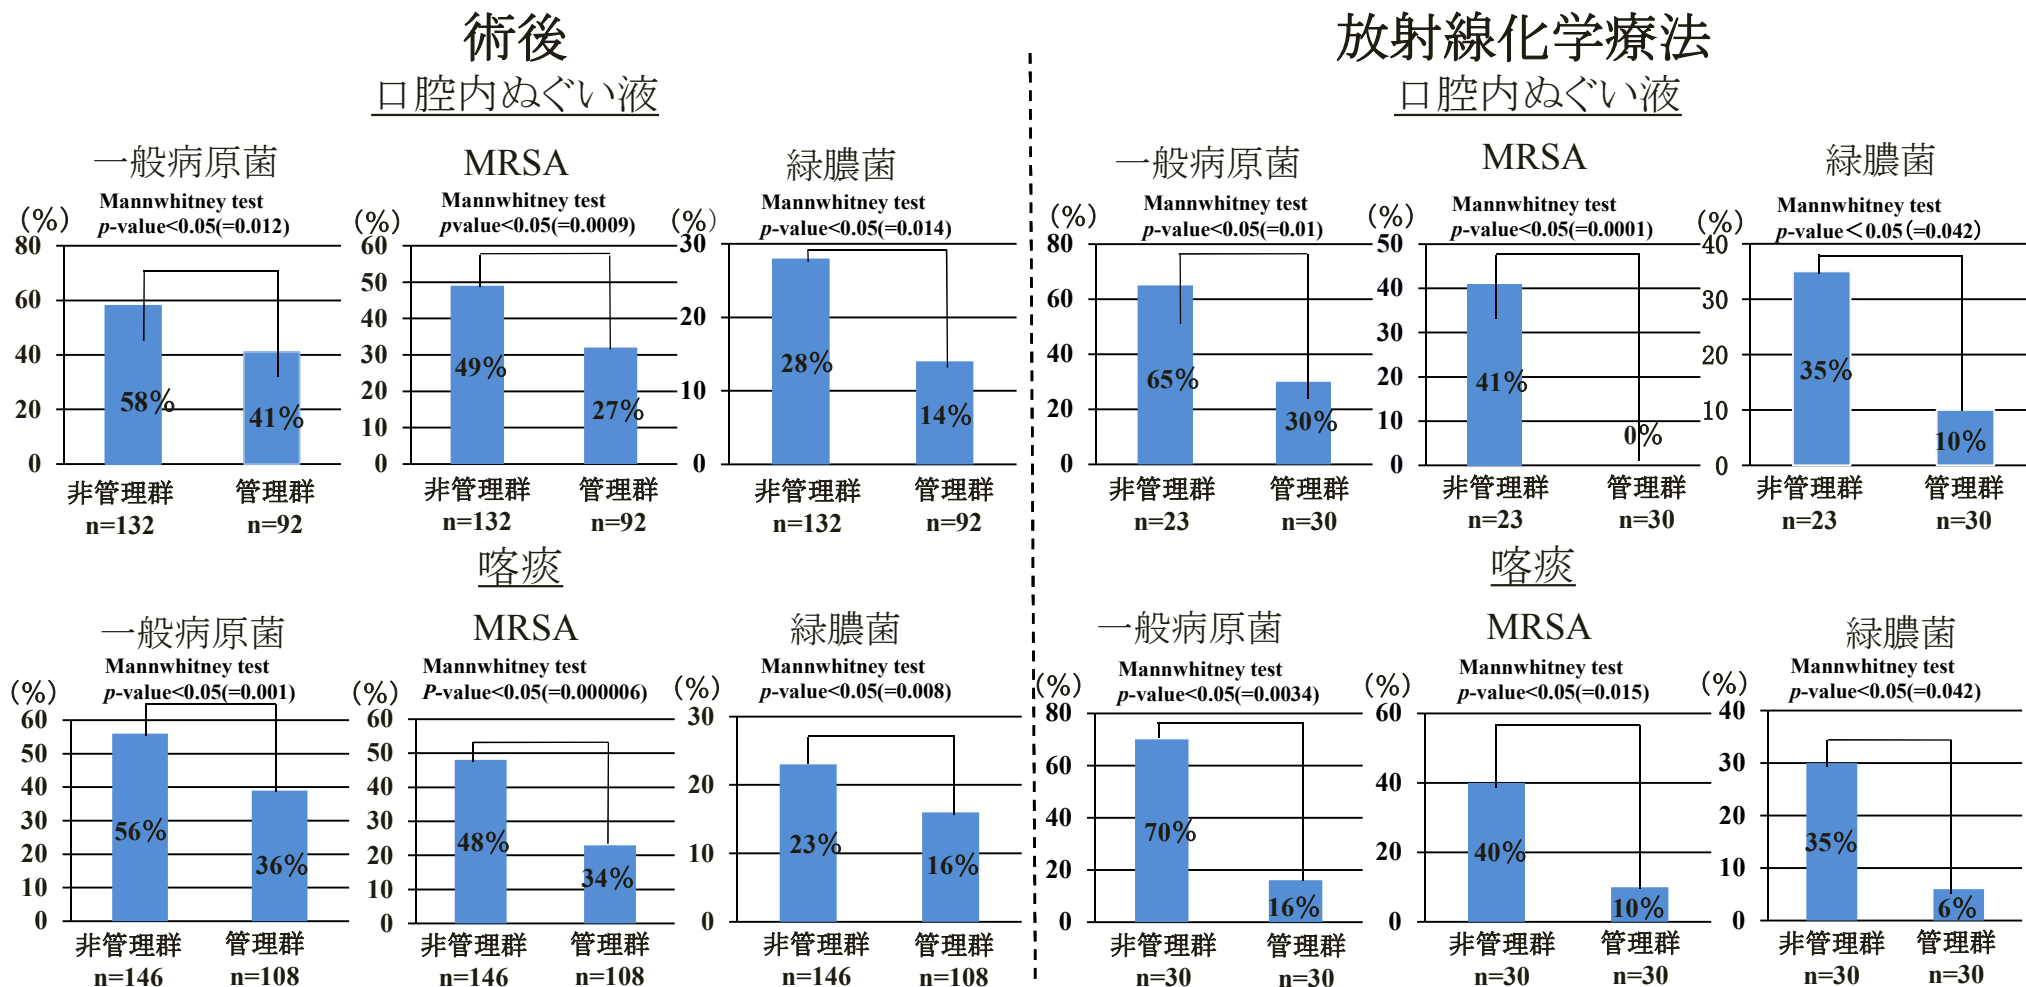 術後
口腔内ぬぐい液
一般病原菌
Mannwhitney test
p-value<0.05(=0.012)
(%)
80
60
40
20
0
58%
41%
非管理群
管理群
n=132
n=92
MRSA
Mannwhitney test
pvalue<0.05(=0.0009)
(%)
60
50
40
30
20
10
0
49%
27%
非管理群
管理群
n=132
n=92
緑膿菌
Mannwhitney test
p-value<0.05(=0.014)
(%)
30
20
10
0
28%
14%
非管理群
管理群
n=132
n=92
喀痰
一般病原菌
Mannwhitney test
p-value<0.05(=0.001)
(%)
60
50
40
30
20
10
0
56%
36%
非管理群
管理群
n=146
n=108
MRSA
Mannwhitney test
P-value<0.05(=0.000006)
(%)
60
50
40
30
20
10
0
48%
34%
非管理群
管理群
n=146
n=108
緑膿菌
Mannwhitney test
p-value<0.05(=0.008)
(%)
30
20
10
0
23%
16%
非管理群
管理群
n=146
n=108
放射線化学療法
口腔内ぬぐい液
一般病原菌
Mannwhitney test
p-value<0.05(=0.01)
(%)
80
60
40
20
0
65%
30%
非管理群
管理群
n=23
n=30
MRSA
Mannwhitney test
p-value<0.05(=0.0001)
(%)
50
40
30
20
10
0
41%
0%
非管理群
管理群
n=23
n=30
緑膿菌
Mannwhitney test
p-value＜0.05(=0.042)
(%)
40
30
20
10
0
35%
10%
非管理群
管理群
n=23
n=30
喀痰
一般病原菌
Mannwhitney test
p-value<0.05(=0.0034)
(%)
80
60
40
20
0
70%
16%
非管理群
管理群
n=30
n=30
MRSA
Mannwhitney test
p-value<0.05(=0.015)
(%)
60
40
20
0
40%
10%
非管理群
管理群
n=30
n=30
緑膿菌
Mannwhitney test
p-value<0.05(=0.042)
(%)
40
30
20
10
0
35%
6%
非管理群
管理群
n=30
n=30